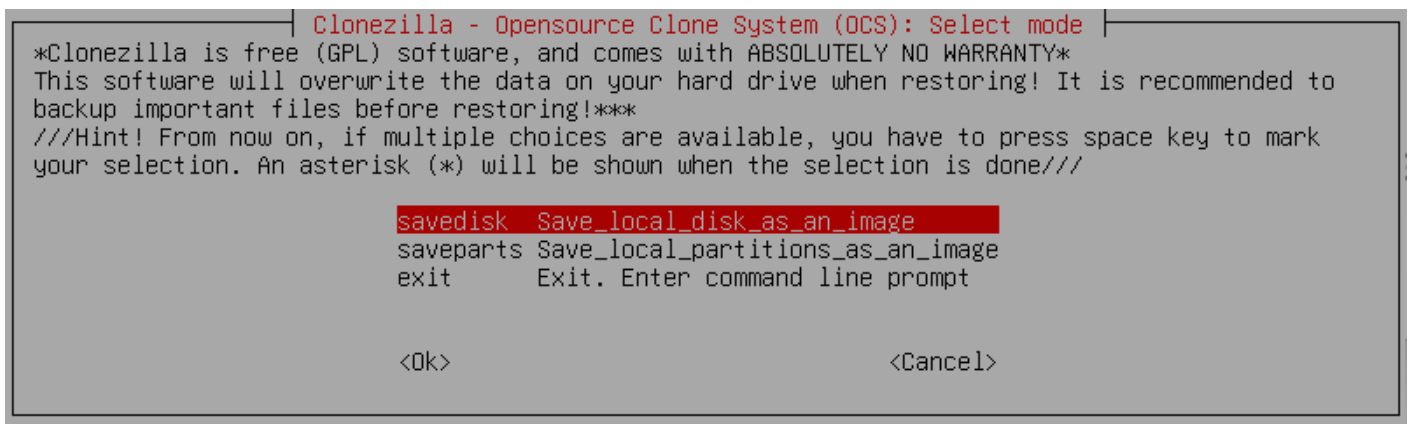 Clonezilla - Opensource Clone System (OCS): Select mode
*Clonezilla is free (GPL) software, and comes with ABSOLUTELY NO WARRANTY*
This software will overwrite the data on your hard drive when restoring! It is recommended to
backup important files before restoring!***
///Hint! From now on, if multiple choices are available, you have to press space key to mark
your selection. An asterisk (*) will be shown when the selection is done///
savedisk Save_local_disk_as_an_image
saveparts Save_local_partitions_as_an_image
exit Exit. Enter command line prompt
<Ok> <Cancel>